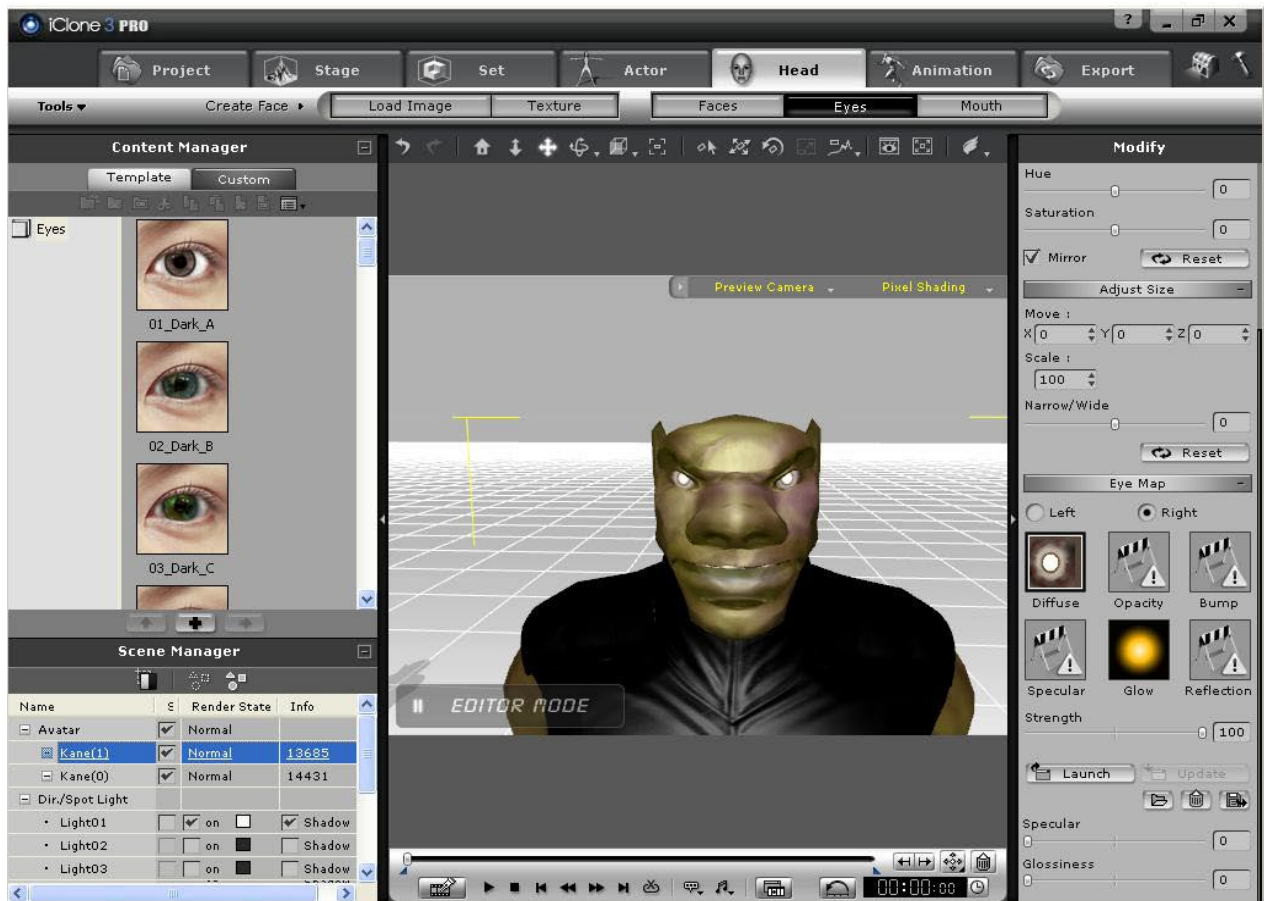 iClone 3 PRO
?
Project
Stage
Set
Actor
Head
Animation
Export
Tools
Create Face
Load Image
Texture
Faces
Eyes
Mouth
Content Manager
Template
Custom
Eyes
01_Dark_A
02_Dark_B
03_Dark_C
Scene Manager
Name S Render State Info
Avatar Normal
Kane(1) Normal 13685
Kane(0) Normal 14431
Dir./Spot Light
Light01 on Shadow
Light02 on Shadow
Light03 on Shadow
Preview Camera
Pixel Shading
EDITOR MODE
00:00:00
Modify
Hue
0
Saturation
0
Mirror Reset
Adjust Size
Move :
X 0 Y 0 Z 0
Scale :
100
Narrow/Wide
0
Reset
Eye Map
Left Right
Diffuse Opacity Bump
Specular Glow Reflection
Strength
100
Launch Update
Specular
0
Glossiness
0